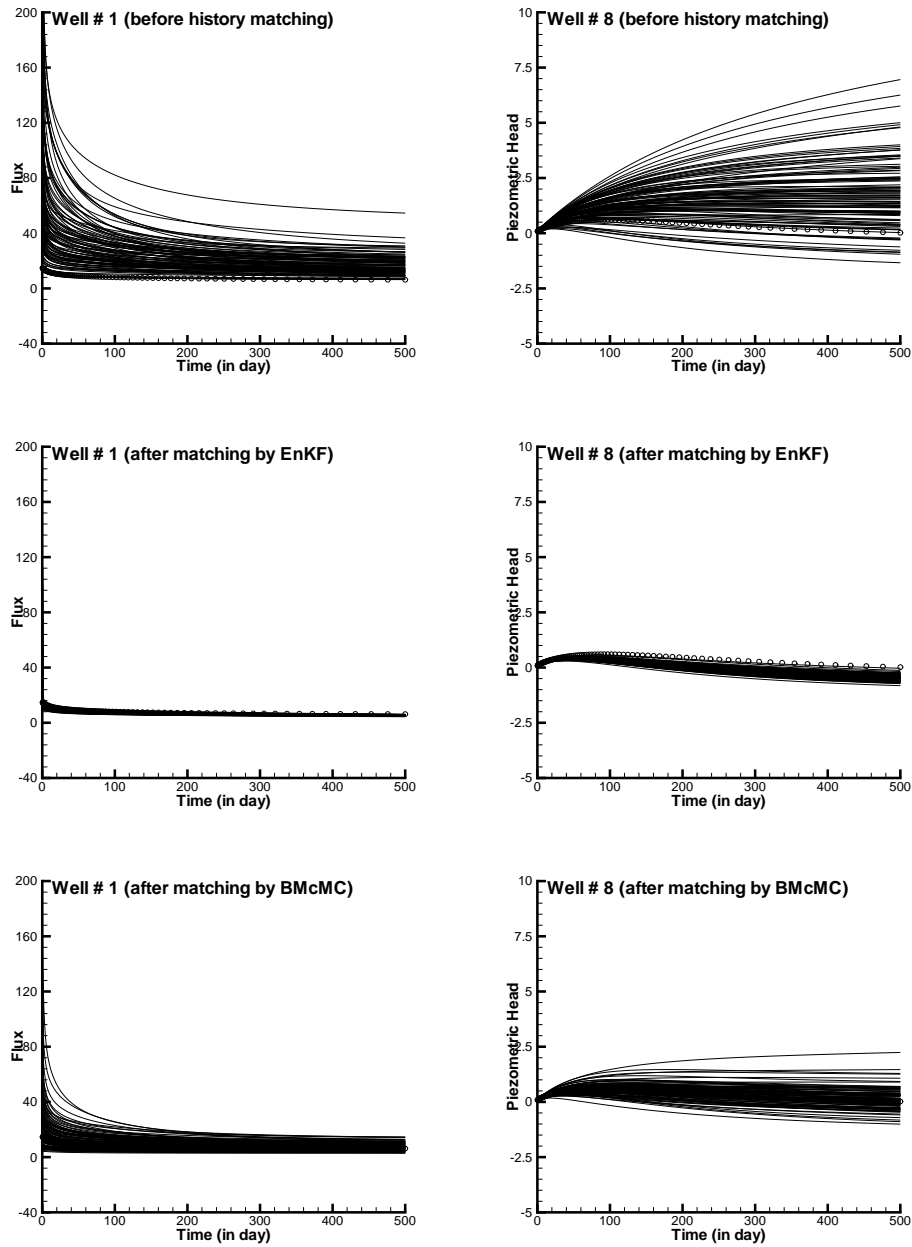 Well # 1 (before history matching)
200
160
120
80
40
0
-40
Flux
0 100 200 300 400 500
Time (in day)
Well # 8 (before history matching)
10
7.5
5
2.5
0
-2.5
-5
Piezometric Head
0 100 200 300 400 500
Time (in day)
Well # 1 (after matching by EnKF)
200
160
120
80
40
0
-40
Flux
0 100 200 300 400 500
Time (in day)
Well # 8 (after matching by EnKF)
10
7.5
5
2.5
0
-2.5
-5
Piezometric Head
0 100 200 300 400 500
Time (in day)
Well # 1 (after matching by BMcMC)
200
160
120
80
40
0
-40
Flux
0 100 200 300 400 500
Time (in day)
Well # 8 (after matching by BMcMC)
10
7.5
5
2.5
0
-2.5
-5
Piezometric Head
0 100 200 300 400 500
Time (in day)